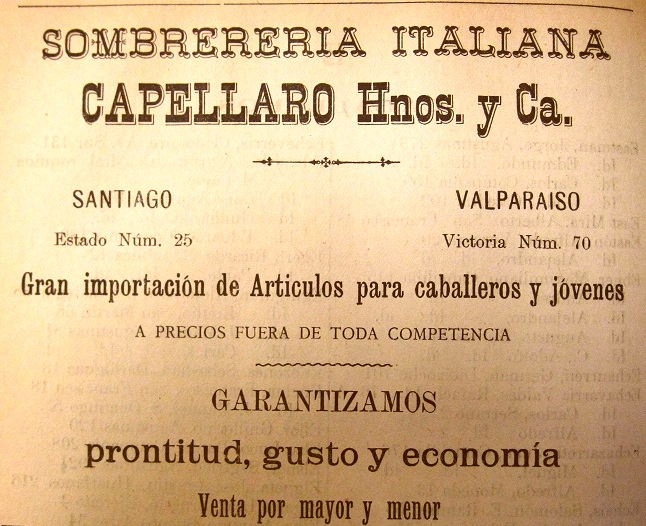 SOMBRERERIA ITALIANA
CAPELLARO Hnos. y Ca.
SANTIAGO VALPARAISO
Estado Núm. 25 Victoria Núm. 70
Gran importación de Articulos para caballeros y jóvenes
A PRECIOS FUERA DE TODA COMPETENCIA
GARANTIZAMOS
prontitud, gusto y economía
Venta por mayor y menor